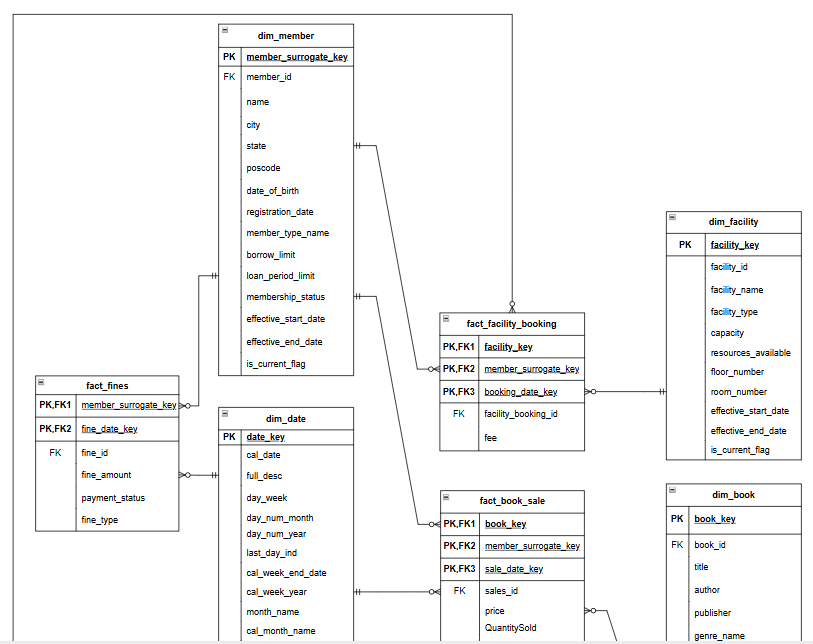 dim_member
PK member_surrogate_key
FK member_id
name
city
state
poscode
date_of_birth
registration_date
member_type_name
borrow_limit
loan_period_limit
membership_status
effective_start_date
effective_end_date
is_current_flag
dim_facility
PK facility_key
facility_id
facility_name
facility_type
capacity
resources_available
floor_number
room_number
effective_start_date
effective_end_date
is_current_flag
fact_facility_booking
PK,FK1 facility_key
PK,FK2 member_surrogate_key
PK,FK3 booking_date_key
FK facility_booking_id
fee
fact_fines
PK,FK1 member_surrogate_key
PK,FK2 fine_date_key
FK fine_id
fine_amount
payment_status
fine_type
dim_date
PK date_key
cal_date
full_desc
day_week
day_num_month
day_num_year
last_day_ind
cal_week_end_date
cal_week_year
month_name
cal_month_name
fact_book_sale
PK,FK1 book_key
PK,FK2 member_surrogate_key
PK,FK3 sale_date_key
FK sales_id
price
QuantitySold
dim_book
PK book_key
FK book_id
title
author
publisher
genre_name